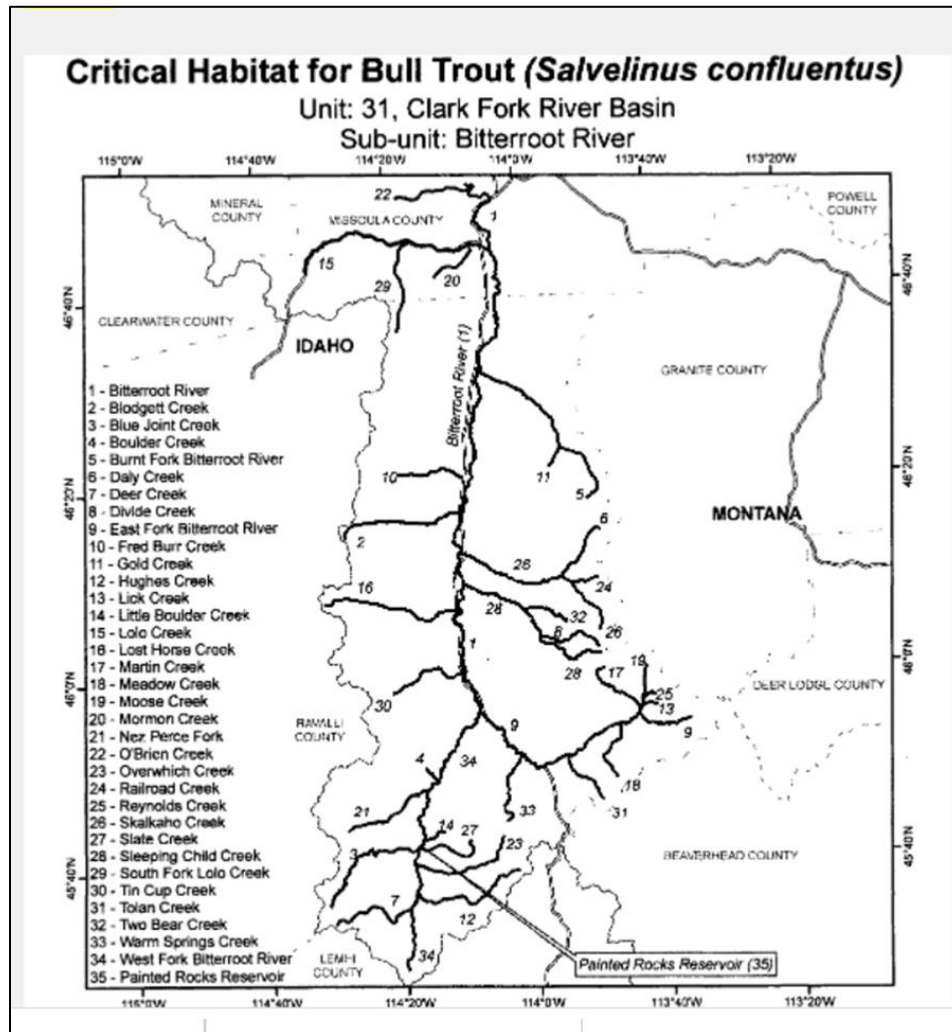 Critical Habitat for Bull Trout (Salvelinus confluentus)
Unit: 31, Clark Fork River Basin
Sub-unit: Bitterroot River
115°0'W 114°40'W 114°20'W 114°0'W 113°40'W 113°20'W
MINERAL COUNTY
MISSOULA COUNTY
POWELL COUNTY
22
1
15
29
20
46°40'N
46°40'N
CLEARWATER COUNTY
IDAHO
Bitterroot River (1)
GRANITE COUNTY
1 - Bitterroot River
2 - Blodgett Creek
3 - Blue Joint Creek
4 - Boulder Creek
5 - Burnt Fork Bitterroot River
6 - Daly Creek
7 - Deer Creek
8 - Divide Creek
9 - East Fork Bitterroot River
10 - Fred Burr Creek
11 - Gold Creek
12 - Hughes Creek
13 - Lick Creek
14 - Little Boulder Creek
15 - Lolo Creek
16 - Lost Horse Creek
17 - Martin Creek
18 - Meadow Creek
19 - Moose Creek
20 - Mormon Creek
21 - Nez Perce Fork
22 - O'Brien Creek
23 - Overwhich Creek
24 - Railroad Creek
25 - Reynolds Creek
26 - Skalkaho Creek
27 - Slate Creek
28 - Sleeping Child Creek
29 - South Fork Lolo Creek
30 - Tin Cup Creek
31 - Tolan Creek
32 - Two Bear Creek
33 - Warm Springs Creek
34 - West Fork Bitterroot River
35 - Painted Rocks Reservoir
11
5
10
46°20'N
46°20'N
MONTANA
2
6
26
24
16
28
32
8
26
1
28
17
19
46°0'N
46°0'N
25
13
DEER LODGE COUNTY
30
9
9
RAVALLI COUNTY
34
4
18
31
33
21
14
27
23
3
BEAVERHEAD COUNTY
45°40'N
45°40'N
7
12
34
LEMHI COUNTY
Painted Rocks Reservoir (35)
115°0'W 114°40'W 114°20'W 114°0'W 113°40'W 113°20'W